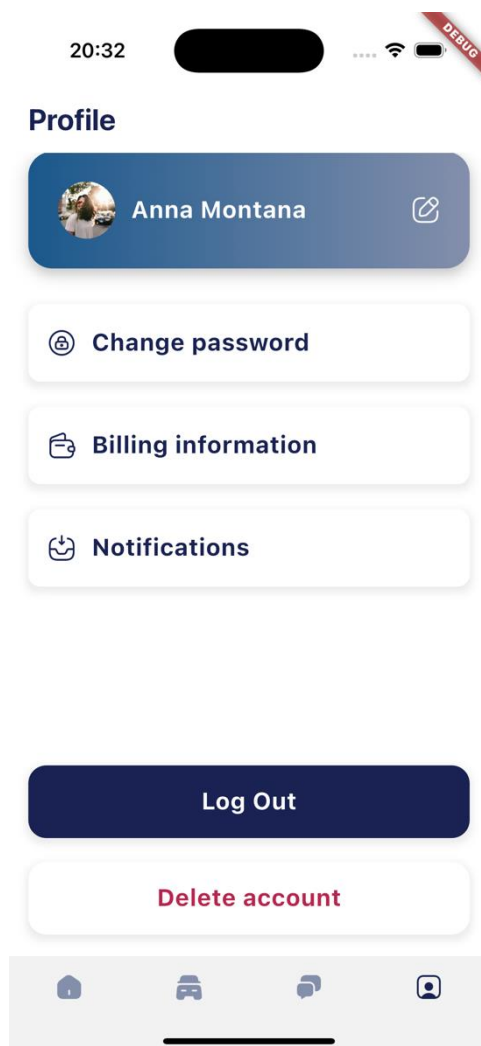 20:32
DEBUG
Profile
Anna Montana
Change password
Billing information
Notifications
Log Out
Delete account